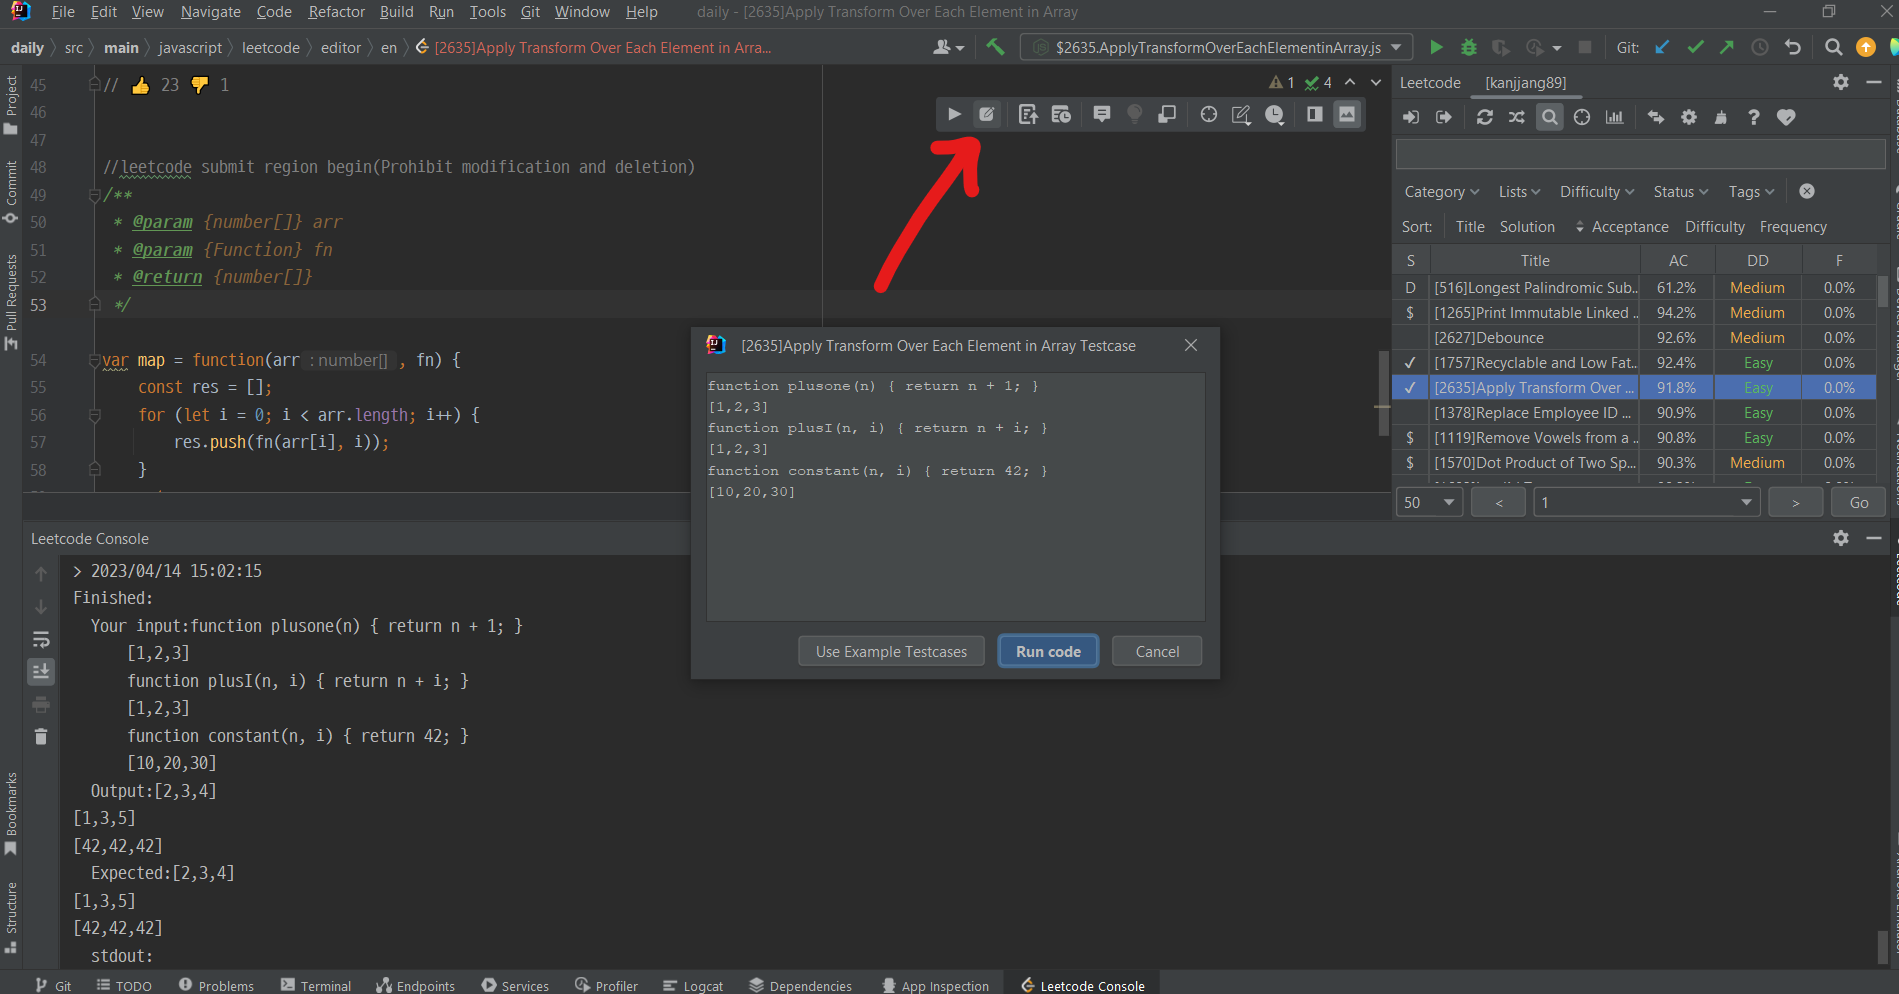 File Edit View Navigate Code Refactor Build Run Tools Git Window Help daily - [2635]Apply Transform Over Each Element in Array
daily src main javascript leetcode editor en [2635]Apply Transform Over Each Element in Arra... $2635.ApplyTransformOverEachElementinArray.js Git:
45 // 👍 23 👎 1
1 4
46
47
48 //leetcode submit region begin(Prohibit modification and deletion)
49 /**
50 * @param {number[]} arr
51 * @param {Function} fn
52 * @return {number[]}
53 */
54 var map = function(arr : number[] , fn) {
55 const res = [];
56 for (let i = 0; i < arr.length; i++) {
57 res.push(fn(arr[i], i));
58 }
Project
Commit
Pull Requests
Bookmarks
Structure
[2635]Apply Transform Over Each Element in Array Testcase
function plusone(n) { return n + 1; }
[1,2,3]
function plusI(n, i) { return n + i; }
[1,2,3]
function constant(n, i) { return 42; }
[10,20,30]
Use Example Testcases Run code Cancel
Leetcode [kanjjang89]
Category Lists Difficulty Status Tags
Sort: Title Solution Acceptance Difficulty Frequency
S Title AC DD F
D [516]Longest Palindromic Sub.. 61.2% Medium 0.0%
$ [1265]Print Immutable Linked .. 94.2% Medium 0.0%
[2627]Debounce 92.6% Medium 0.0%
✓ [1757]Recyclable and Low Fat.. 92.4% Easy 0.0%
✓ [2635]Apply Transform Over ... 91.8% Easy 0.0%
[1378]Replace Employee ID ... 90.9% Easy 0.0%
$ [1119]Remove Vowels from a .. 90.8% Easy 0.0%
$ [1570]Dot Product of Two Sp... 90.3% Medium 0.0%
50 < 1 > Go
Leetcode Console
> 2023/04/14 15:02:15
Finished:
Your input:function plusone(n) { return n + 1; }
[1,2,3]
function plusI(n, i) { return n + i; }
[1,2,3]
function constant(n, i) { return 42; }
[10,20,30]
Output:[2,3,4]
[1,3,5]
[42,42,42]
Expected:[2,3,4]
[1,3,5]
[42,42,42]
stdout:
Git TODO Problems Terminal Endpoints Services Profiler Logcat Dependencies App Inspection Leetcode Console